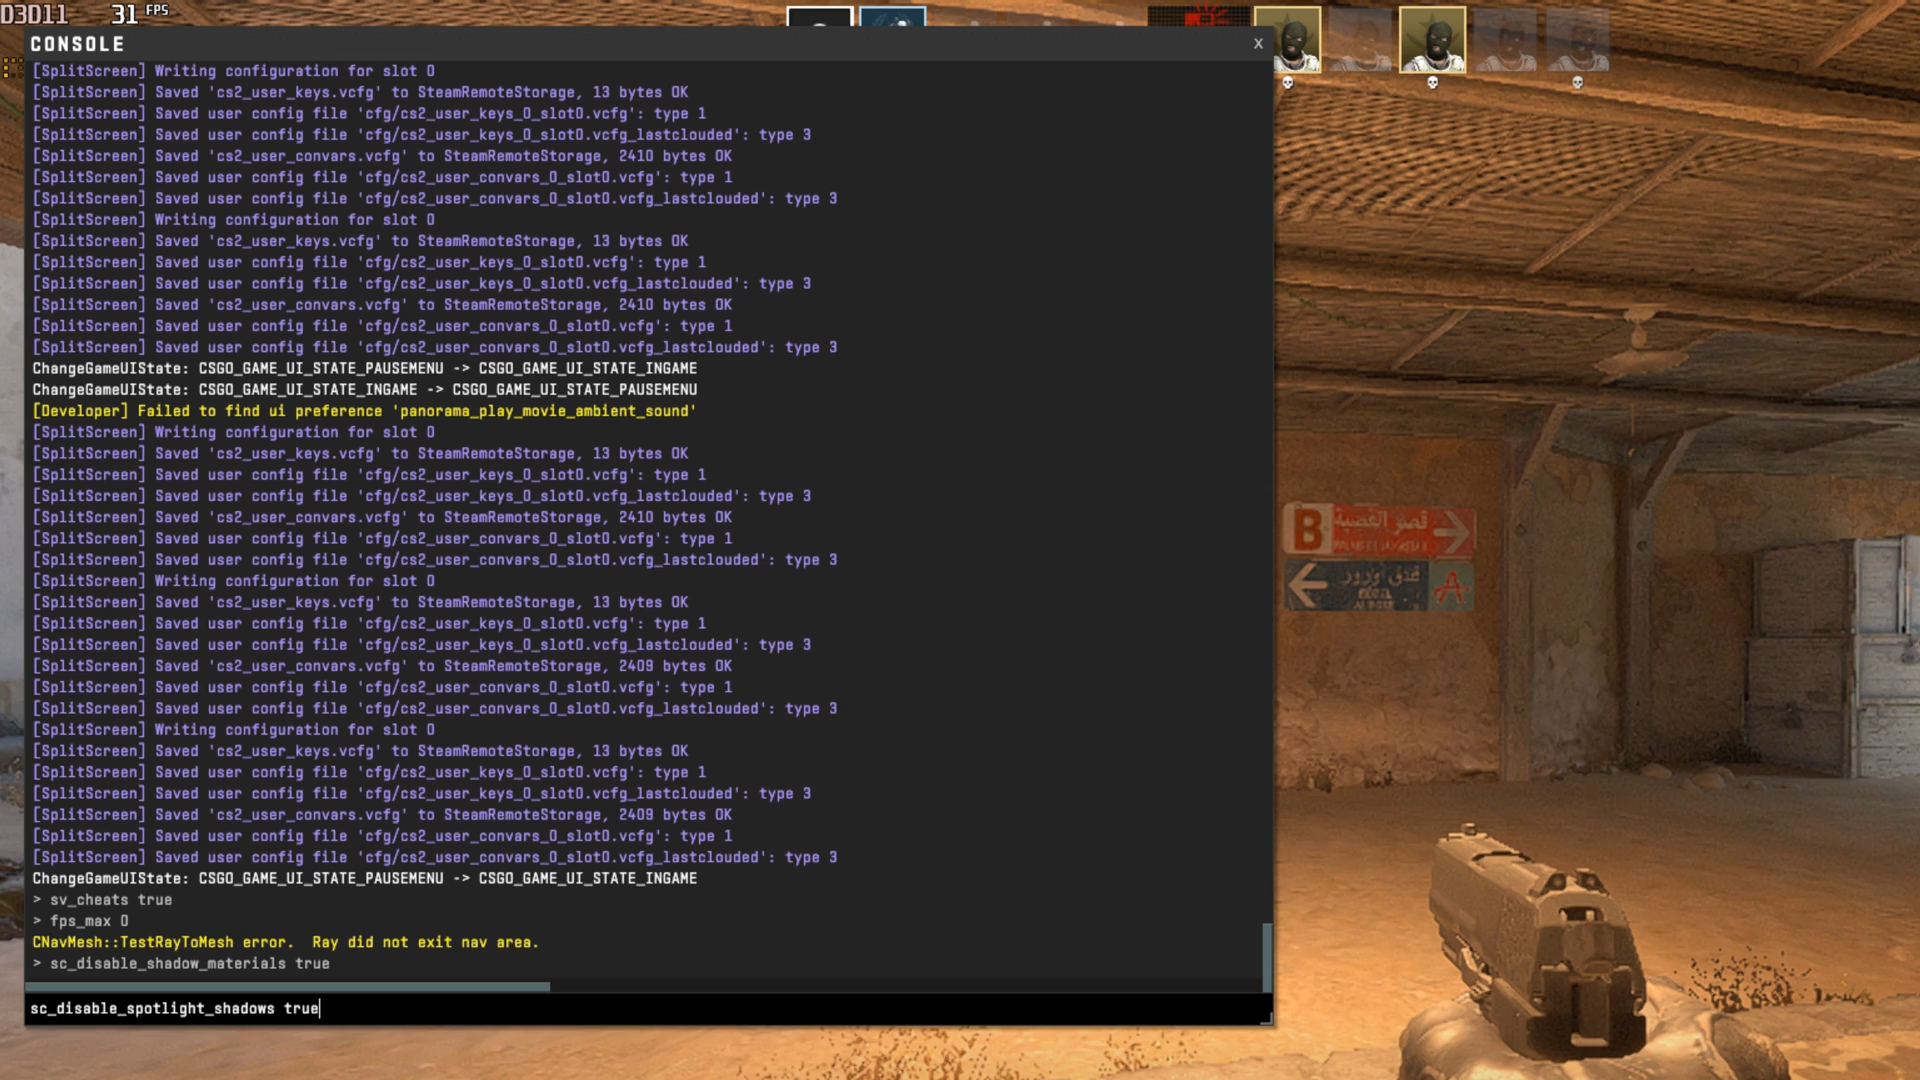 D3D11 31 FPS
CONSOLE
X
[SplitScreen] Writing configuration for slot 0
[SplitScreen] Saved 'cs2_user_keys.vcfg' to SteamRemoteStorage, 13 bytes OK
[SplitScreen] Saved user config file 'cfg/cs2_user_keys_0_slot0.vcfg': type 1
[SplitScreen] Saved user config file 'cfg/cs2_user_keys_0_slot0.vcfg_lastclouded': type 3
[SplitScreen] Saved 'cs2_user_convars.vcfg' to SteamRemoteStorage, 2410 bytes OK
[SplitScreen] Saved user config file 'cfg/cs2_user_convars_0_slot0.vcfg': type 1
[SplitScreen] Saved user config file 'cfg/cs2_user_convars_0_slot0.vcfg_lastclouded': type 3
[SplitScreen] Writing configuration for slot 0
[SplitScreen] Saved 'cs2_user_keys.vcfg' to SteamRemoteStorage, 13 bytes OK
[SplitScreen] Saved user config file 'cfg/cs2_user_keys_0_slot0.vcfg': type 1
[SplitScreen] Saved user config file 'cfg/cs2_user_keys_0_slot0.vcfg_lastclouded': type 3
[SplitScreen] Saved 'cs2_user_convars.vcfg' to SteamRemoteStorage, 2410 bytes OK
[SplitScreen] Saved user config file 'cfg/cs2_user_convars_0_slot0.vcfg': type 1
[SplitScreen] Saved user config file 'cfg/cs2_user_convars_0_slot0.vcfg_lastclouded': type 3
ChangeGameUIState: CSGO_GAME_UI_STATE_PAUSEMENU -> CSGO_GAME_UI_STATE_INGAME
ChangeGameUIState: CSGO_GAME_UI_STATE_INGAME -> CSGO_GAME_UI_STATE_PAUSEMENU
[Developer] Failed to find ui preference 'panorama_play_movie_ambient_sound'
[SplitScreen] Writing configuration for slot 0
[SplitScreen] Saved 'cs2_user_keys.vcfg' to SteamRemoteStorage, 13 bytes OK
[SplitScreen] Saved user config file 'cfg/cs2_user_keys_0_slot0.vcfg': type 1
[SplitScreen] Saved user config file 'cfg/cs2_user_keys_0_slot0.vcfg_lastclouded': type 3
[SplitScreen] Saved 'cs2_user_convars.vcfg' to SteamRemoteStorage, 2410 bytes OK
[SplitScreen] Saved user config file 'cfg/cs2_user_convars_0_slot0.vcfg': type 1
[SplitScreen] Saved user config file 'cfg/cs2_user_convars_0_slot0.vcfg_lastclouded': type 3
[SplitScreen] Writing configuration for slot 0
[SplitScreen] Saved 'cs2_user_keys.vcfg' to SteamRemoteStorage, 13 bytes OK
[SplitScreen] Saved user config file 'cfg/cs2_user_keys_0_slot0.vcfg': type 1
[SplitScreen] Saved user config file 'cfg/cs2_user_keys_0_slot0.vcfg_lastclouded': type 3
[SplitScreen] Saved 'cs2_user_convars.vcfg' to SteamRemoteStorage, 2409 bytes OK
[SplitScreen] Saved user config file 'cfg/cs2_user_convars_0_slot0.vcfg': type 1
[SplitScreen] Saved user config file 'cfg/cs2_user_convars_0_slot0.vcfg_lastclouded': type 3
[SplitScreen] Writing configuration for slot 0
[SplitScreen] Saved 'cs2_user_keys.vcfg' to SteamRemoteStorage, 13 bytes OK
[SplitScreen] Saved user config file 'cfg/cs2_user_keys_0_slot0.vcfg': type 1
[SplitScreen] Saved user config file 'cfg/cs2_user_keys_0_slot0.vcfg_lastclouded': type 3
[SplitScreen] Saved 'cs2_user_convars.vcfg' to SteamRemoteStorage, 2409 bytes OK
[SplitScreen] Saved user config file 'cfg/cs2_user_convars_0_slot0.vcfg': type 1
[SplitScreen] Saved user config file 'cfg/cs2_user_convars_0_slot0.vcfg_lastclouded': type 3
ChangeGameUIState: CSGO_GAME_UI_STATE_PAUSEMENU -> CSGO_GAME_UI_STATE_INGAME
> sv_cheats true
> fps_max 0
CNavMesh::TestRayToMesh error.  Ray did not exit nav area.
> sc_disable_shadow_materials true
sc_disable_spotlight_shadows true
B
A